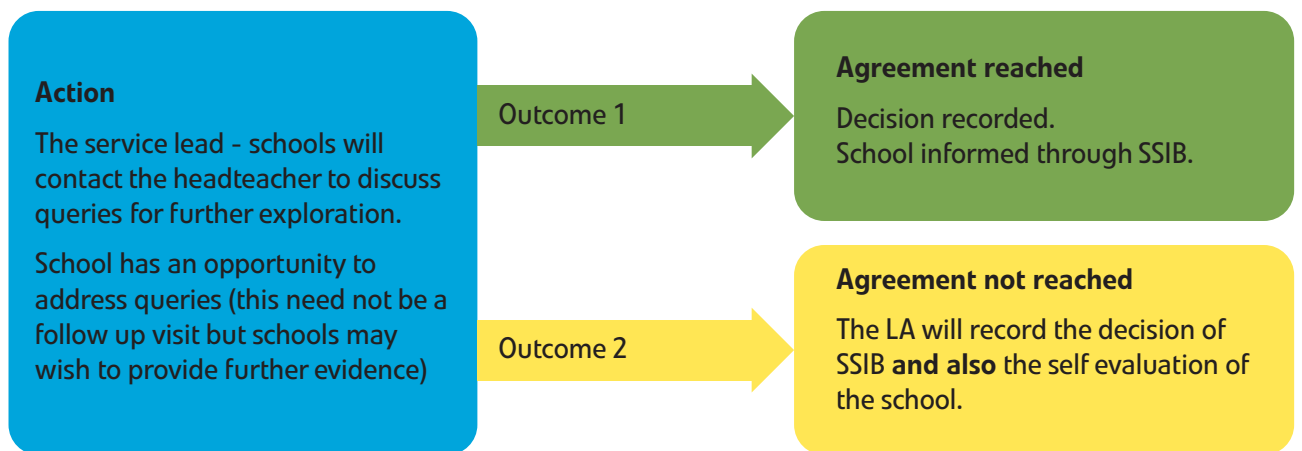 Action
The service lead - schools will
contact the headteacher to discuss
queries for further exploration.
School has an opportunity to
address queries (this need not be a
follow up visit but schools may
wish to provide further evidence)
Outcome 1
Agreement reached
Decision recorded.
School informed through SSIB.
Outcome 2
Agreement not reached
The LA will record the decision of
SSIB and also the self evaluation of
the school.